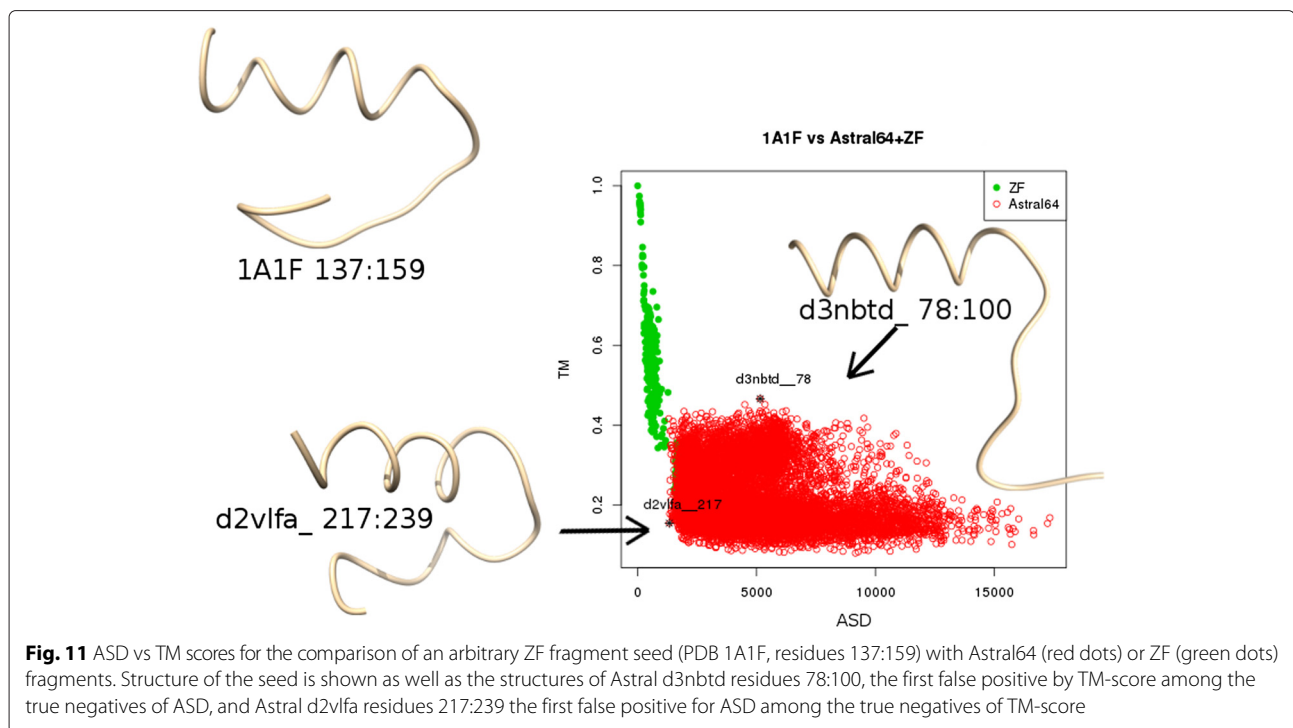 1A1F 137:159
1A1F vs Astral64+ZF
ZF
Astral64
1.0
0.8
0.6
0.4
0.2
TM
d3nbtd_ 78:100
d3nbtd__78
d2vlfa_ 217:239
d2vlfa__217
0
5000
10000
15000
ASD
Fig. 11 ASD vs TM scores for the comparison of an arbitrary ZF fragment seed (PDB 1A1F, residues 137:159) with Astral64 (red dots) or ZF (green dots)
fragments. Structure of the seed is shown as well as the structures of Astral d3nbtd residues 78:100, the first false positive by TM-score among the
true negatives of ASD, and Astral d2vlfa residues 217:239 the first false positive for ASD among the true negatives of TM-score